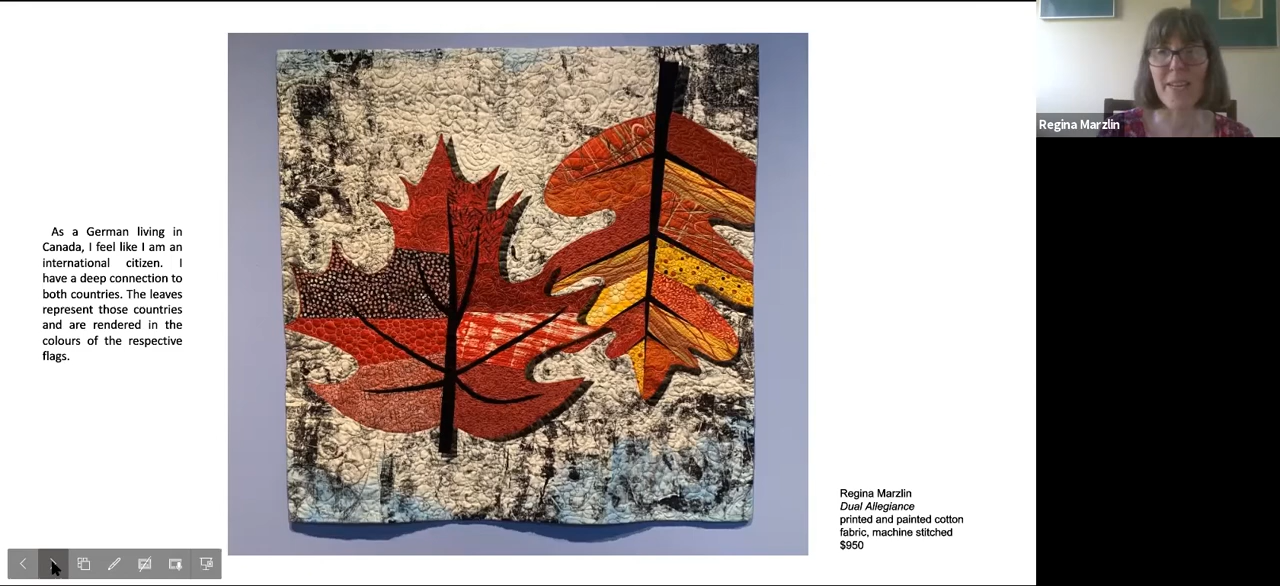 Regina Marzlin
As a German living in
Canada, I feel like I am an
international citizen. I
have a deep connection to
both countries. The leaves
represent those countries
and are rendered in the
colours of the respective
flags.
Regina Marzlin
Dual Allegiance
printed and painted cotton
fabric, machine stitched
$950